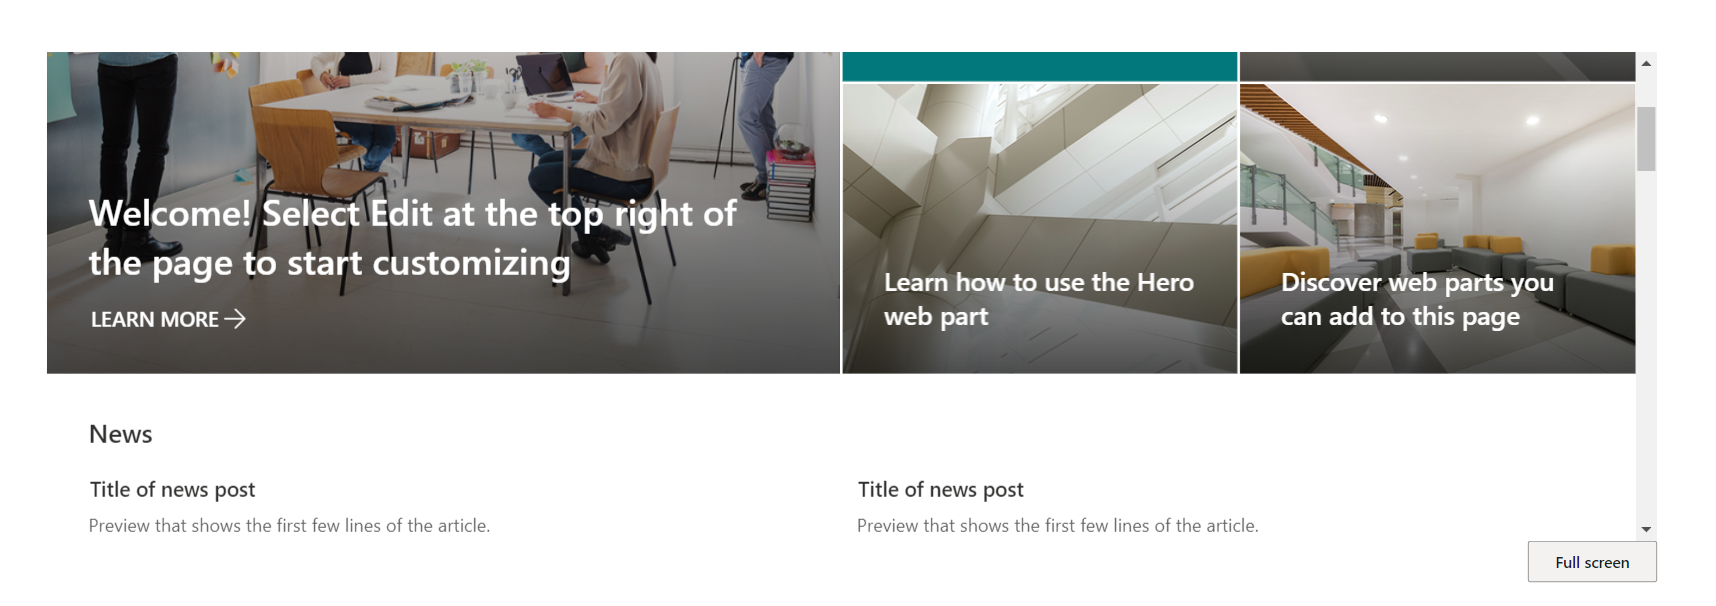 Welcome! Select Edit at the top right of
the page to start customizing
LEARN MORE
Learn how to use the Hero
web part
Discover web parts you
can add to this page
News
Title of news post
Preview that shows the first few lines of the article.
Title of news post
Preview that shows the first few lines of the article.
Full screen